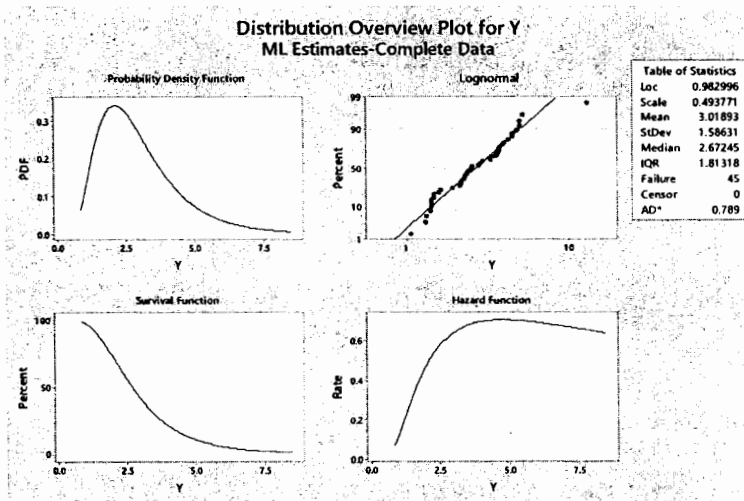 Distribution Overview Plot for Y
ML Estimates-Complete Data
Probability Density Function
0.3
0.2
0.1
0.0
PDF
0.0 2.5 5.0 7.5
Y
Lognormal
99
90
50
10
1
Percent
1 10
Y
Table of Statistics
Loc 0.982996
Scale 0.493771
Mean 3.01893
StDev 1.58631
Median 2.67245
IQR 1.81318
Failure 45
Censor 0
AD* 0.789
Survival Function
100
50
0
Percent
0.0 2.5 5.0 7.5
Y
Hazard Function
0.6
0.4
0.2
0.0
Rate
0.0 2.5 5.0 7.5
Y